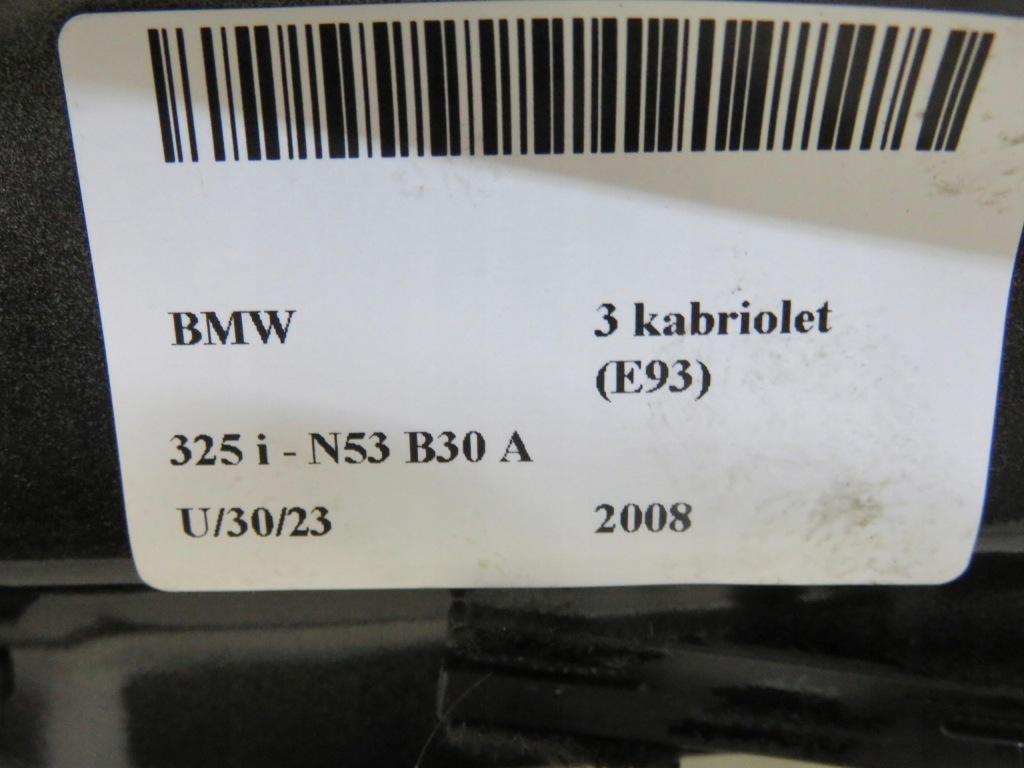 BMW
3 kabriolet
(E93)
325 i - N53 B30 A
U/30/23
2008